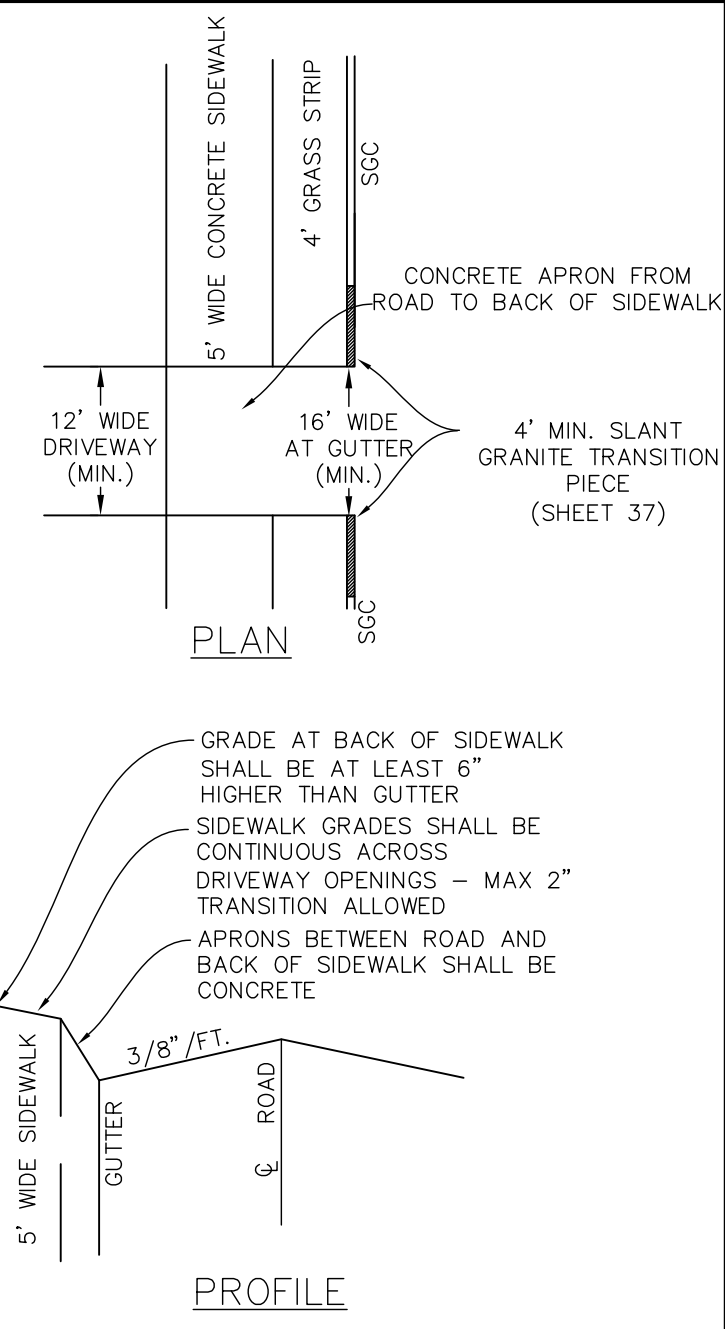 5' WIDE CONCRETE SIDEWALK
4' GRASS STRIP
SGC
CONCRETE APRON FROM
ROAD TO BACK OF SIDEWALK
12' WIDE
DRIVEWAY
(MIN.)
16' WIDE
AT GUTTER
(MIN.)
4' MIN. SLANT
GRANITE TRANSITION
PIECE
(SHEET 37)
SGC
PLAN
GRADE AT BACK OF SIDEWALK
SHALL BE AT LEAST 6"
HIGHER THAN GUTTER
SIDEWALK GRADES SHALL BE
CONTINUOUS ACROSS
DRIVEWAY OPENINGS – MAX 2"
TRANSITION ALLOWED
APRONS BETWEEN ROAD AND
BACK OF SIDEWALK SHALL BE
CONCRETE
3/8"/FT.
5' WIDE SIDEWALK
GUTTER
℄ ROAD
PROFILE